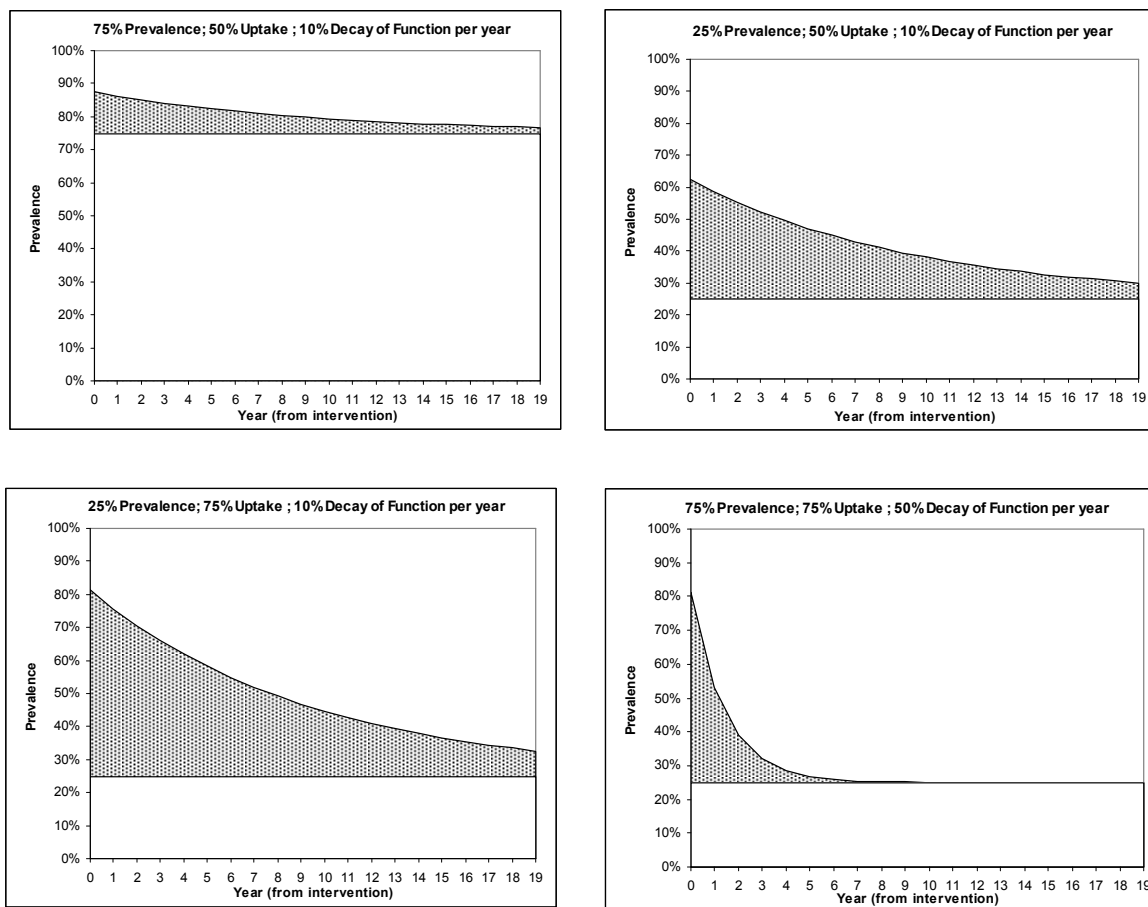 75% Prevalence; 50% Uptake ; 10% Decay of Function per year
100%
90%
80%
70%
60%
50%
40%
30%
20%
10%
0%
Prevalence
0 1 2 3 4 5 6 7 8 9 10 11 12 13 14 15 16 17 18 19
Year (from intervention)
25% Prevalence; 50% Uptake ; 10% Decay of Function per year
100%
90%
80%
70%
60%
50%
40%
30%
20%
10%
0%
Prevalence
0 1 2 3 4 5 6 7 8 9 10 11 12 13 14 15 16 17 18 19
Year (from intervention)
25% Prevalence; 75% Uptake ; 10% Decay of Function per year
100%
90%
80%
70%
60%
50%
40%
30%
20%
10%
0%
Prevalence
0 1 2 3 4 5 6 7 8 9 10 11 12 13 14 15 16 17 18 19
Year (from intervention)
75% Prevalence; 75% Uptake ; 50% Decay of Function per year
100%
90%
80%
70%
60%
50%
40%
30%
20%
10%
0%
Prevalence
0 1 2 3 4 5 6 7 8 9 10 11 12 13 14 15 16 17 18 19
Year (from intervention)